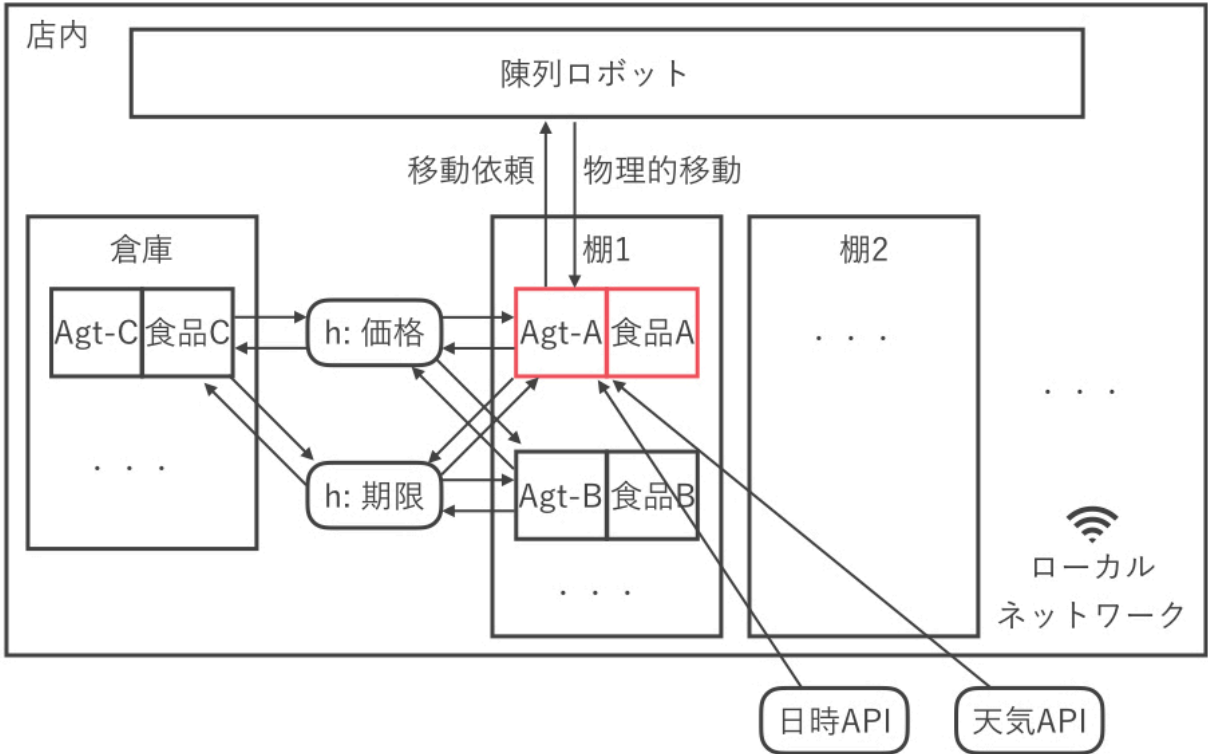 店内
陳列ロボット
移動依頼
物理的移動
倉庫
棚1
棚2
Agt-C
食品C
h: 価格
Agt-A
食品A
. . .
. . .
. . .
h: 期限
Agt-B
食品B
. . .
ローカル
ネットワーク
日時API
天気API